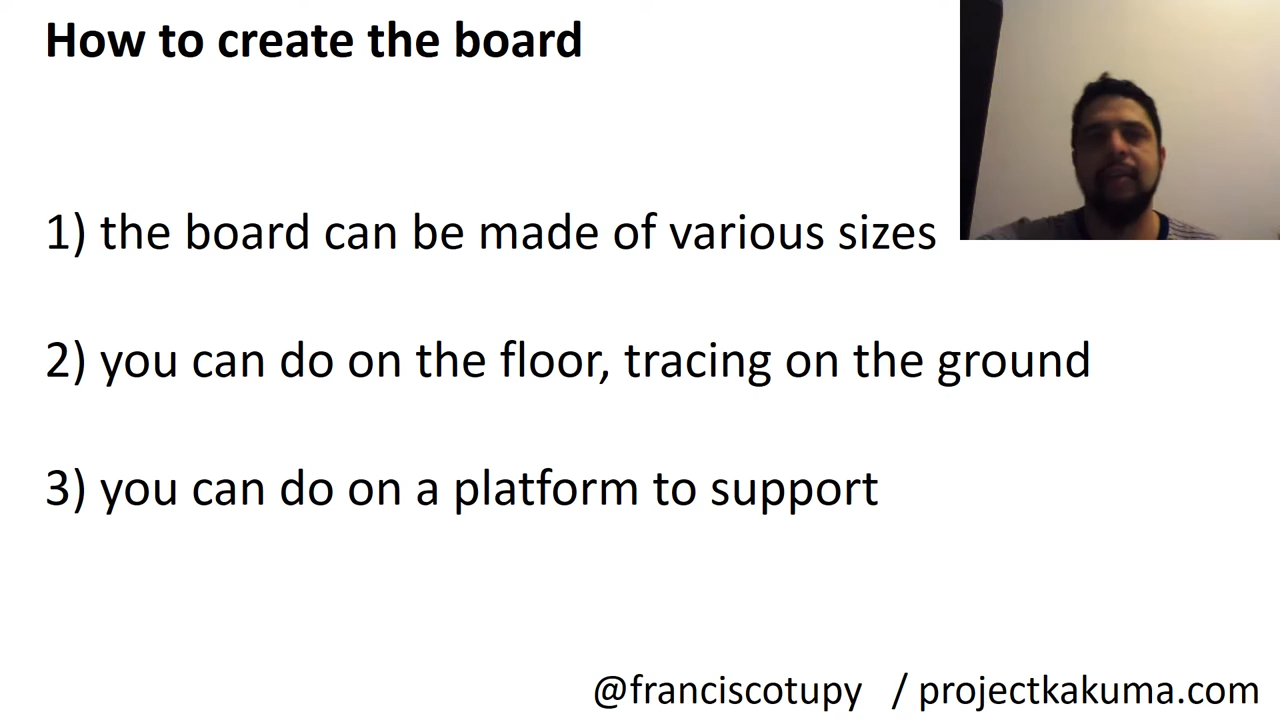 How to create the board
1) the board can be made of various sizes
2) you can do on the floor, tracing on the ground
3) you can do on a platform to support
@franciscotupy / projectkakuma.com